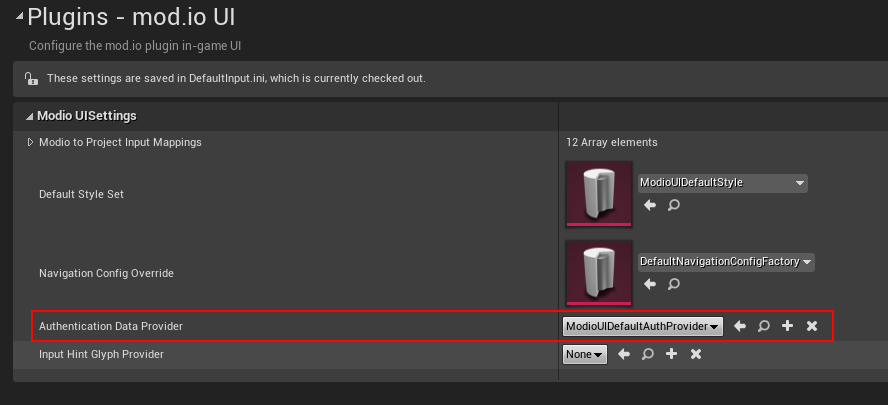 Plugins - mod.io UI
Configure the mod.io plugin in-game UI
These settings are saved in DefaultInput.ini, which is currently checked out.
Modio UISettings
Modio to Project Input Mappings 12 Array elements
Default Style Set ModioUIDefaultStyle
Navigation Config Override DefaultNavigationConfigFactory
Authentication Data Provider ModioUIDefaultAuthProvider
Input Hint Glyph Provider None